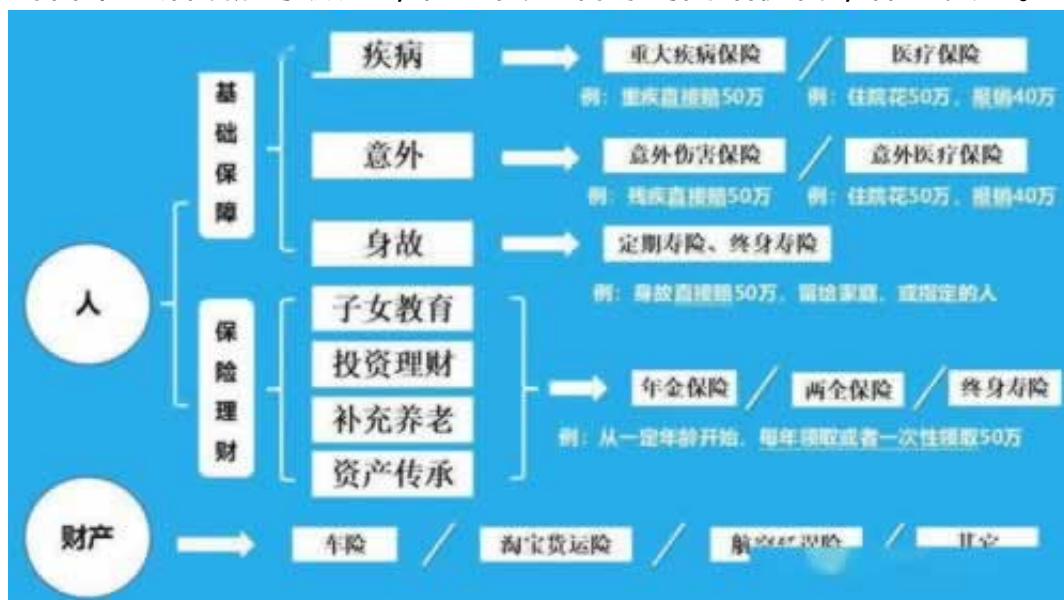 疾病
重大疾病保险
医疗保险
例：重疾直接赔50万
例：住院花50万，报销40万
基础保障
意外
意外伤害保险
意外医疗保险
例：残疾直接赔50万
例：住院花50万，报销40万
身故
定期寿险、终身寿险
例：身故直接赔50万，留给家庭，或指定的人
人
保险理财
子女教育
投资理财
补充养老
资产传承
年金保险
两全保险
终身寿险
例：从一定年龄开始，每年领取或者一次性领取50万
财产
车险
淘宝货运险